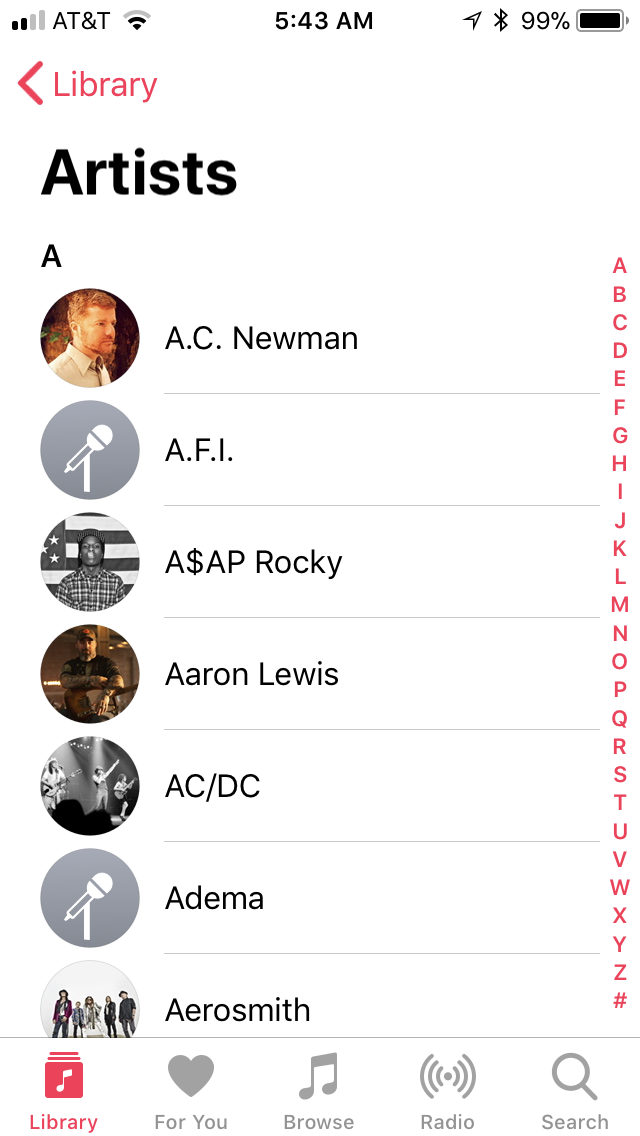 AT&T 5:43 AM 99%
Library
Artists
A
A.C. Newman
A.F.I.
A$AP Rocky
Aaron Lewis
AC/DC
Adema
Aerosmith
A
B
C
D
E
F
G
H
I
J
K
L
M
N
O
P
Q
R
S
T
U
V
W
X
Y
Z
#
Library For You Browse Radio Search